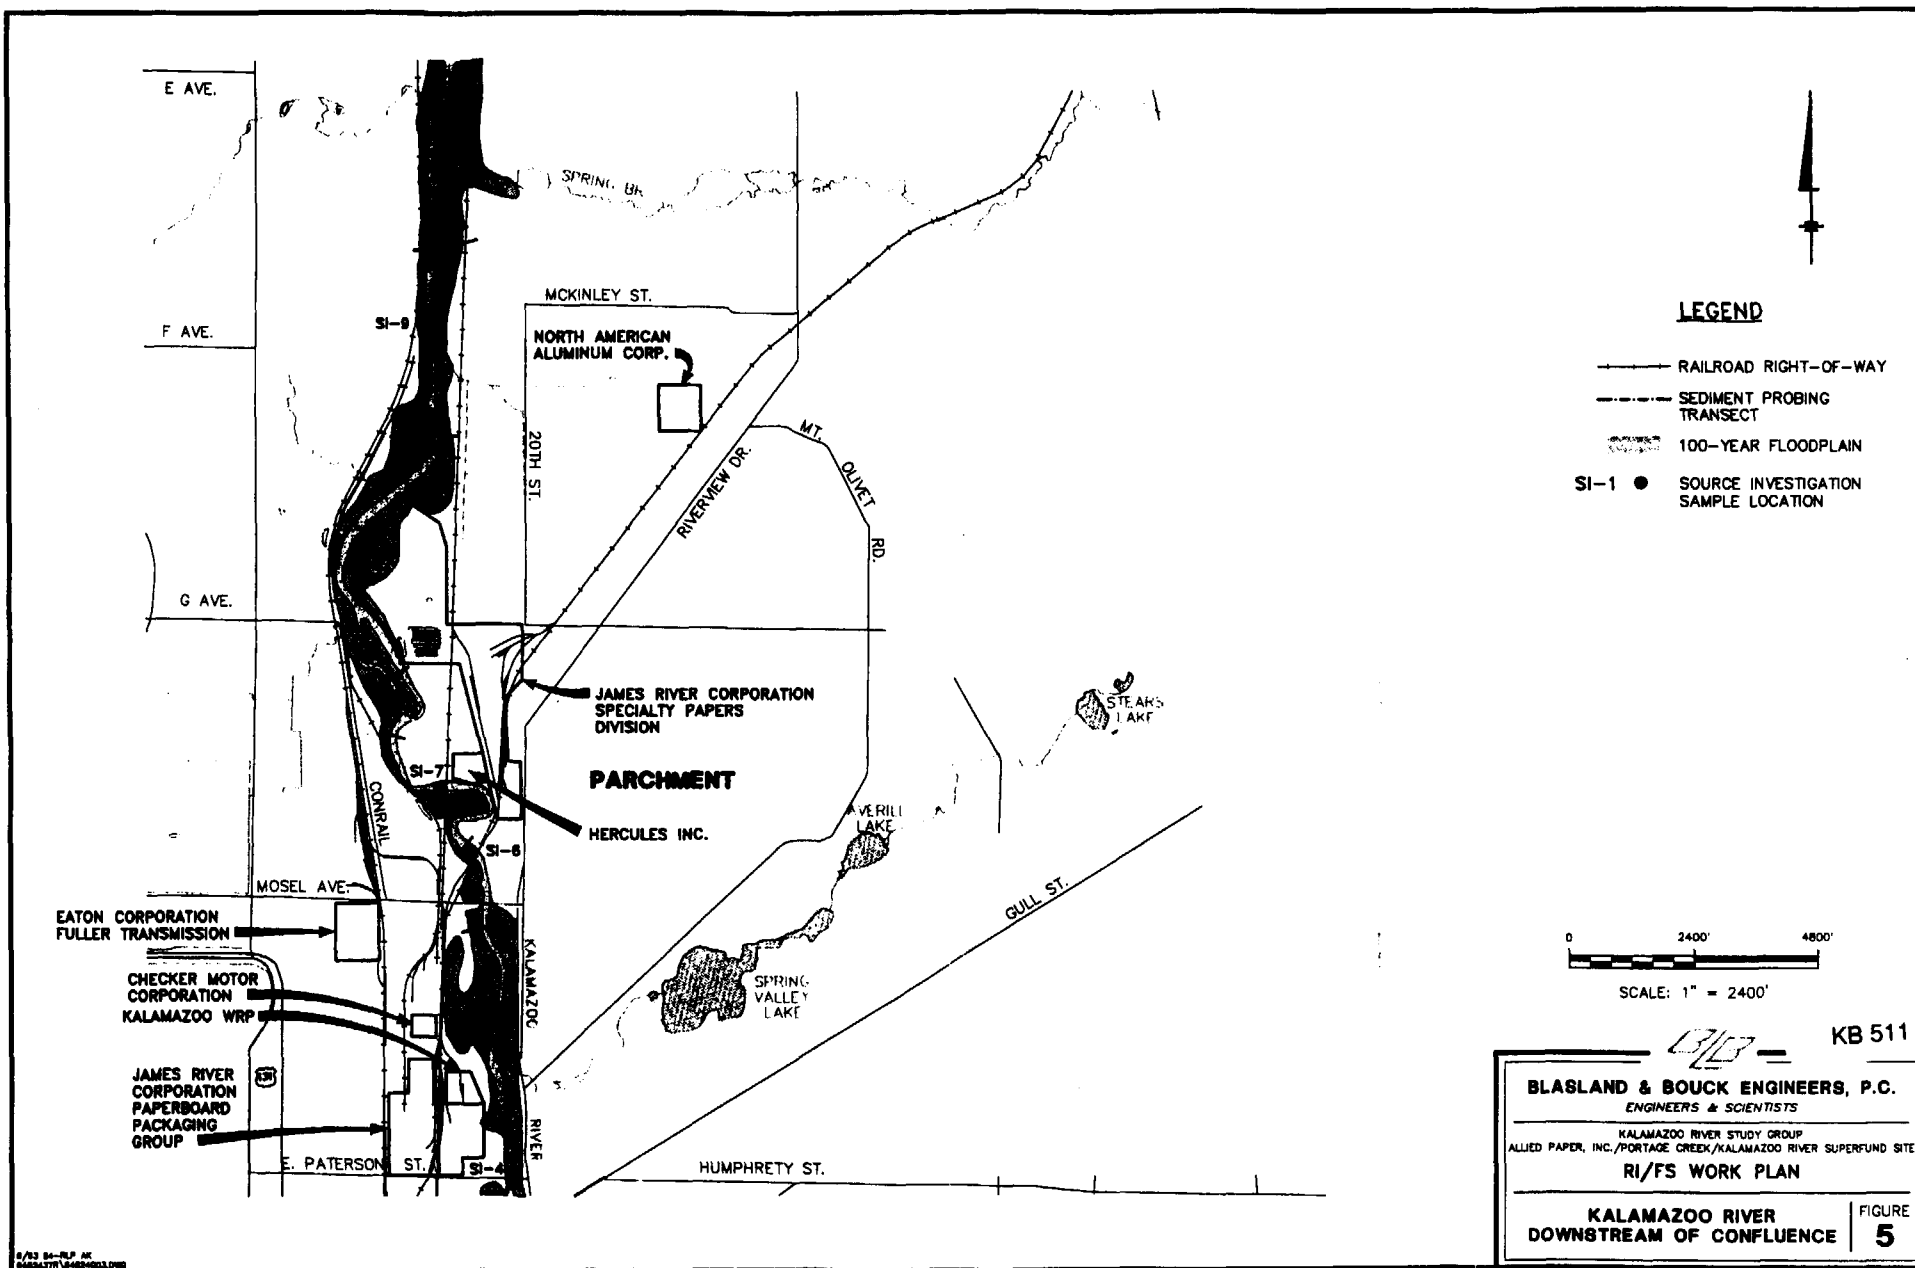 E AVE.
SPRING BR
MCKINLEY ST.
SI-9
F AVE.
NORTH AMERICAN
ALUMINUM CORP.
20TH ST.
RIVERVIEW DR.
MT.
OLIVET
RD.
G AVE.
JAMES RIVER CORPORATION
SPECIALTY PAPERS
DIVISION
STEARS
LAKE
SI-7
PARCHMENT
CONRAIL
HERCULES INC.
AVERILL
LAKE
SI-6
MOSEL AVE.
GULL ST.
EATON CORPORATION
FULLER TRANSMISSION
KALAMAZOO
RIVER
CHECKER MOTOR
CORPORATION
KALAMAZOO WRP
SPRING
VALLEY
LAKE
131
JAMES RIVER
CORPORATION
PAPERBOARD
PACKAGING
GROUP
E. PATERSON ST.
SI-4
HUMPHRETY ST.
LEGEND
RAILROAD RIGHT-OF-WAY
SEDIMENT PROBING
TRANSECT
100-YEAR FLOODPLAIN
SI-1 ● SOURCE INVESTIGATION
SAMPLE LOCATION
0 2400' 4800'
SCALE: 1" = 2400'
KB 511
BLASLAND & BOUCK ENGINEERS, P.C.
ENGINEERS & SCIENTISTS
KALAMAZOO RIVER STUDY GROUP
ALLIED PAPER, INC./PORTAGE CREEK/KALAMAZOO RIVER SUPERFUND SITE
RI/FS WORK PLAN
KALAMAZOO RIVER
DOWNSTREAM OF CONFLUENCE
FIGURE
5